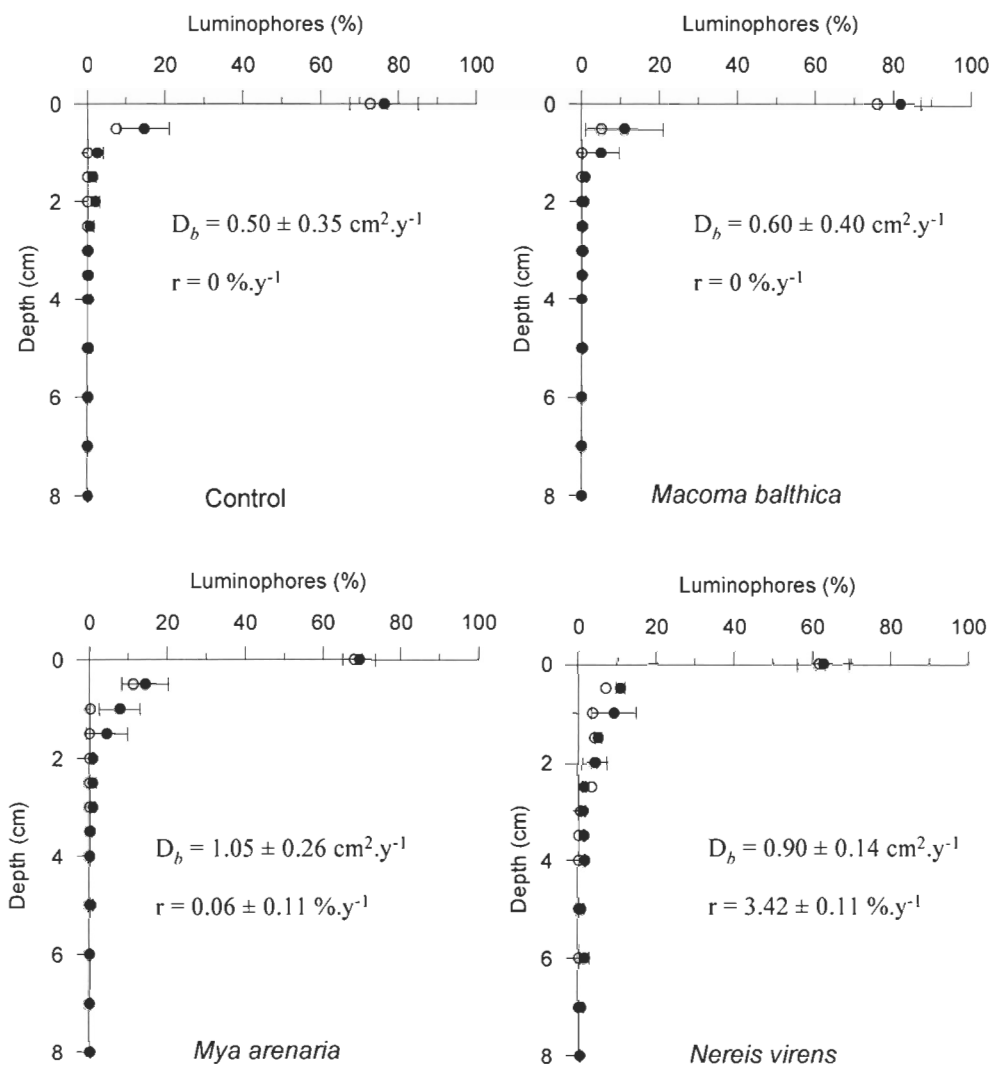 Luminophores (%)
0 20 40 60 80 100
0
2
4
6
8
Depth (cm)
D_b = 0.50 ± 0.35 cm².y⁻¹
r = 0 %.y⁻¹
Control
Luminophores (%)
0 20 40 60 80 100
0
2
4
6
8
Depth (cm)
D_b = 0.60 ± 0.40 cm².y⁻¹
r = 0 %.y⁻¹
Macoma balthica
Luminophores (%)
0 20 40 60 80 100
0
2
4
6
8
Depth (cm)
D_b = 1.05 ± 0.26 cm².y⁻¹
r = 0.06 ± 0.11 %.y⁻¹
Mya arenaria
Luminophores (%)
0 20 40 60 80 100
0
2
4
6
8
Depth (cm)
D_b = 0.90 ± 0.14 cm².y⁻¹
r = 3.42 ± 0.11 %.y⁻¹
Nereis virens